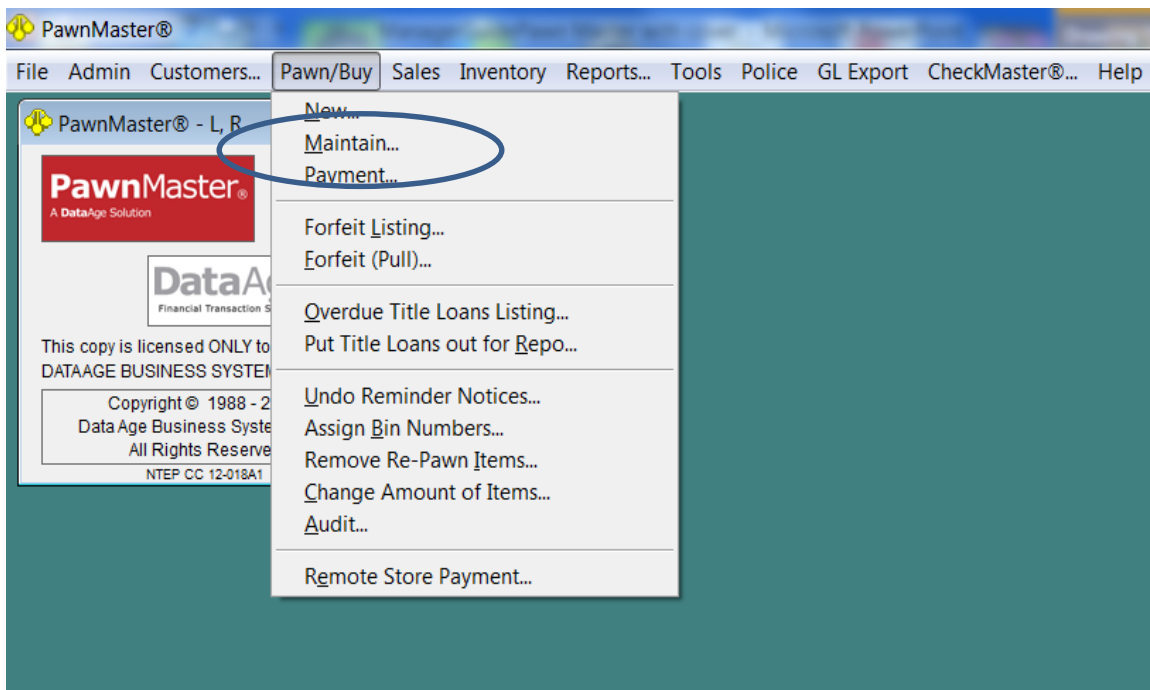 PawnMaster®
File Admin Customers... Pawn/Buy Sales Inventory Reports... Tools Police GL Export CheckMaster®... Help
PawnMaster® - L, R
PawnMaster®
A DataAge Solution
DataA
Financial Transaction S
This copy is licensed ONLY to
DATAAGE BUSINESS SYSTEM
Copyright © 1988 - 2
Data Age Business Syste
All Rights Reserve
NTEP CC 12-018A1
New...
Maintain...
Payment...
Forfeit Listing...
Forfeit (Pull)...
Overdue Title Loans Listing...
Put Title Loans out for Repo...
Undo Reminder Notices...
Assign Bin Numbers...
Remove Re-Pawn Items...
Change Amount of Items...
Audit...
Remote Store Payment...